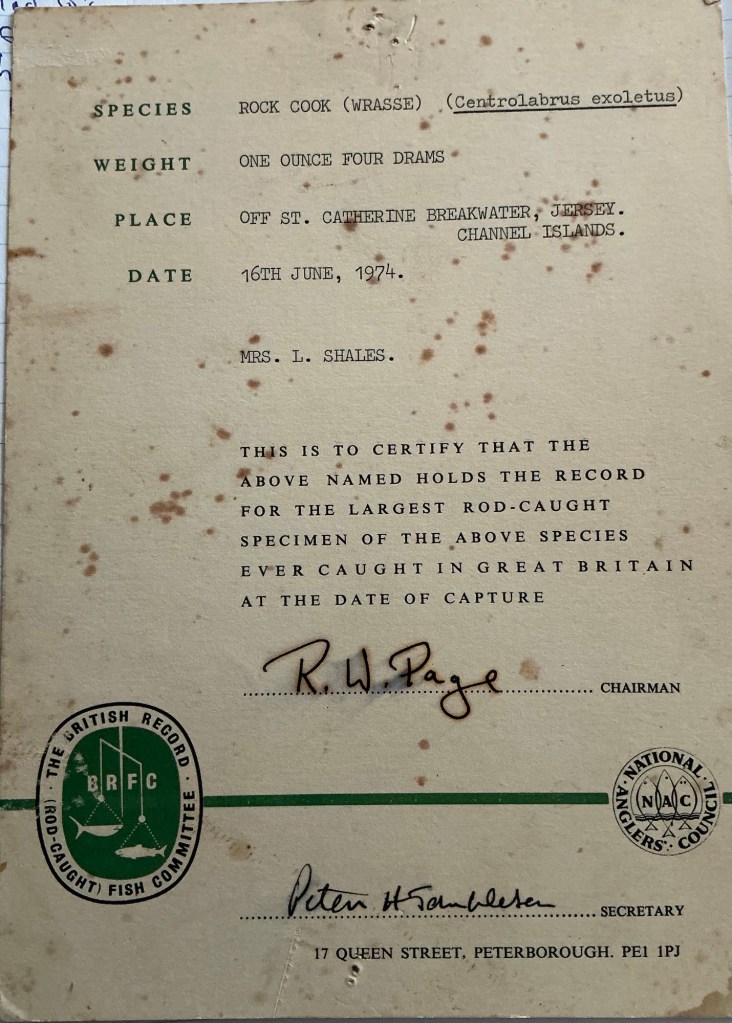 SPECIES ROCK COOK (WRASSE) (Centrolabrus exoletus)
WEIGHT ONE OUNCE FOUR DRAMS
PLACE OFF ST. CATHERINE BREAKWATER, JERSEY.
CHANNEL ISLANDS.
DATE 16TH JUNE, 1974.
MRS. L. SHALES.
THIS IS TO CERTIFY THAT THE
ABOVE NAMED HOLDS THE RECORD
FOR THE LARGEST ROD-CAUGHT
SPECIMEN OF THE ABOVE SPECIES
EVER CAUGHT IN GREAT BRITAIN
AT THE DATE OF CAPTURE
R. W. Page CHAIRMAN
THE BRITISH RECORD
(ROD-CAUGHT) FISH COMMITTEE
BRFC
NATIONAL
ANGLERS' COUNCIL
NAC
Peter H SECRETARY
17 QUEEN STREET, PETERBOROUGH. PE1 1PJ